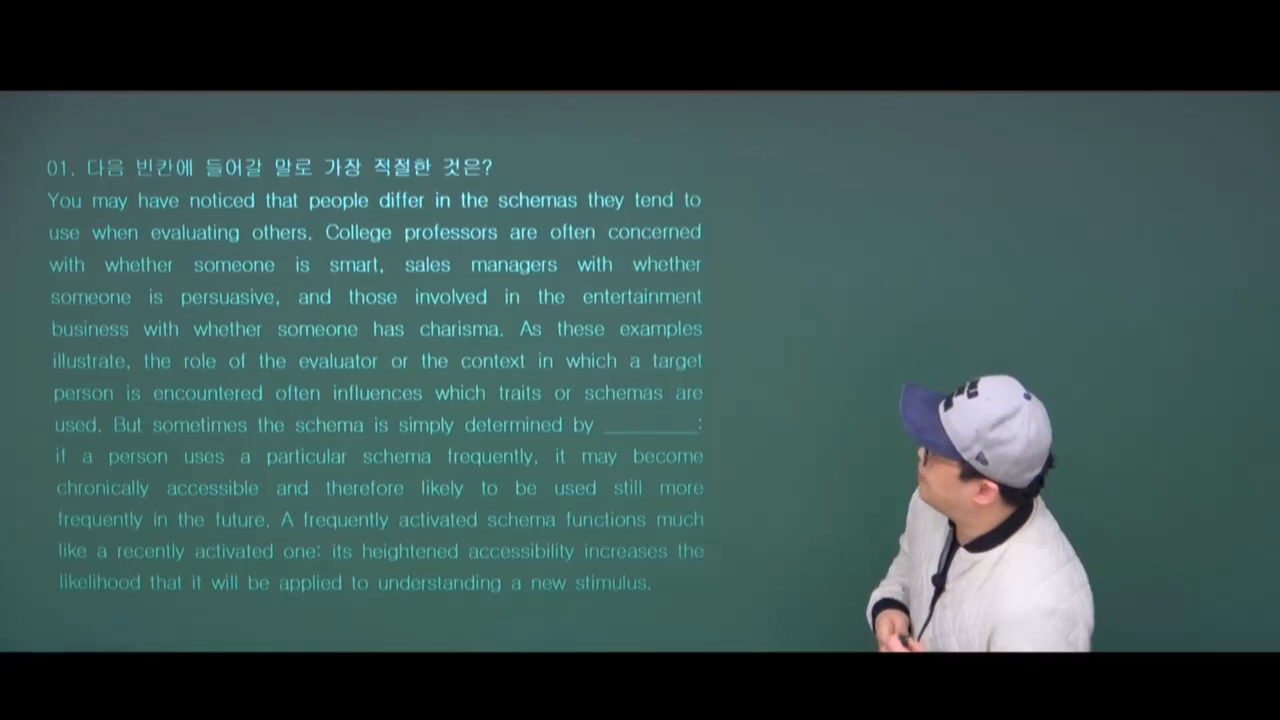 01. 다음 빈칸에 들어갈 말로 가장 적절한 것은?
You may have noticed that people differ in the schemas they tend to
use when evaluating others. College professors are often concerned
with whether someone is smart, sales managers with whether
someone is persuasive, and those involved in the entertainment
business with whether someone has charisma. As these examples
illustrate, the role of the evaluator or the context in which a target
person is encountered often influences which traits or schemas are
used. But sometimes the schema is simply determined by _________:
if a person uses a particular schema frequently, it may become
chronically accessible and therefore likely to be used still more
frequently in the future. A frequently activated schema functions much
like a recently activated one: its heightened accessibility increases the
likelihood that it will be applied to understanding a new stimulus.